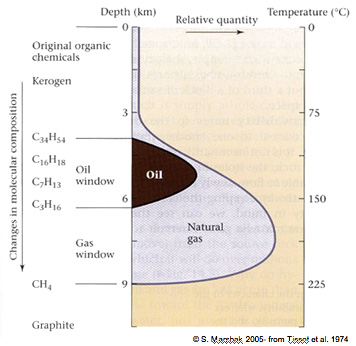 Depth (km)
Relative quantity
Temperature (°C)
0
0
Original organic
chemicals
Kerogen
3
75
C34H54
C16H18
C7H13
C3H16
Oil
window
Oil
6
150
Natural
gas
Gas
window
CH4
9
225
Graphite
Changes in molecular composition
© S. Marshak, 2005- from Tissot et al. 1974